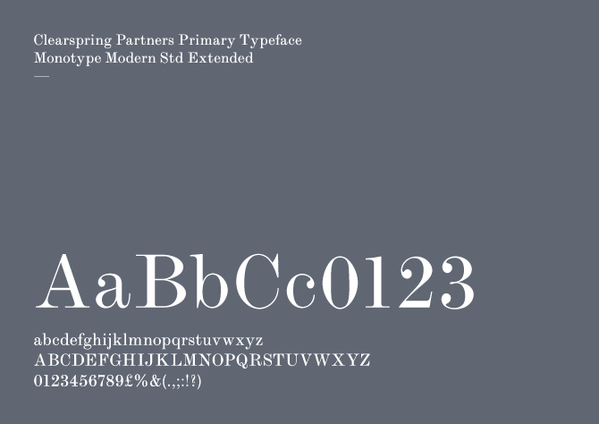 Clearspring Partners Primary Typeface
Monotype Modern Std Extended
—
AaBbCc0123
abcdefghijklmnopqrstuvwxyz
ABCDEFGHIJKLMNOPQRSTUVWXYZ
0123456789£%&(.,;:!?)